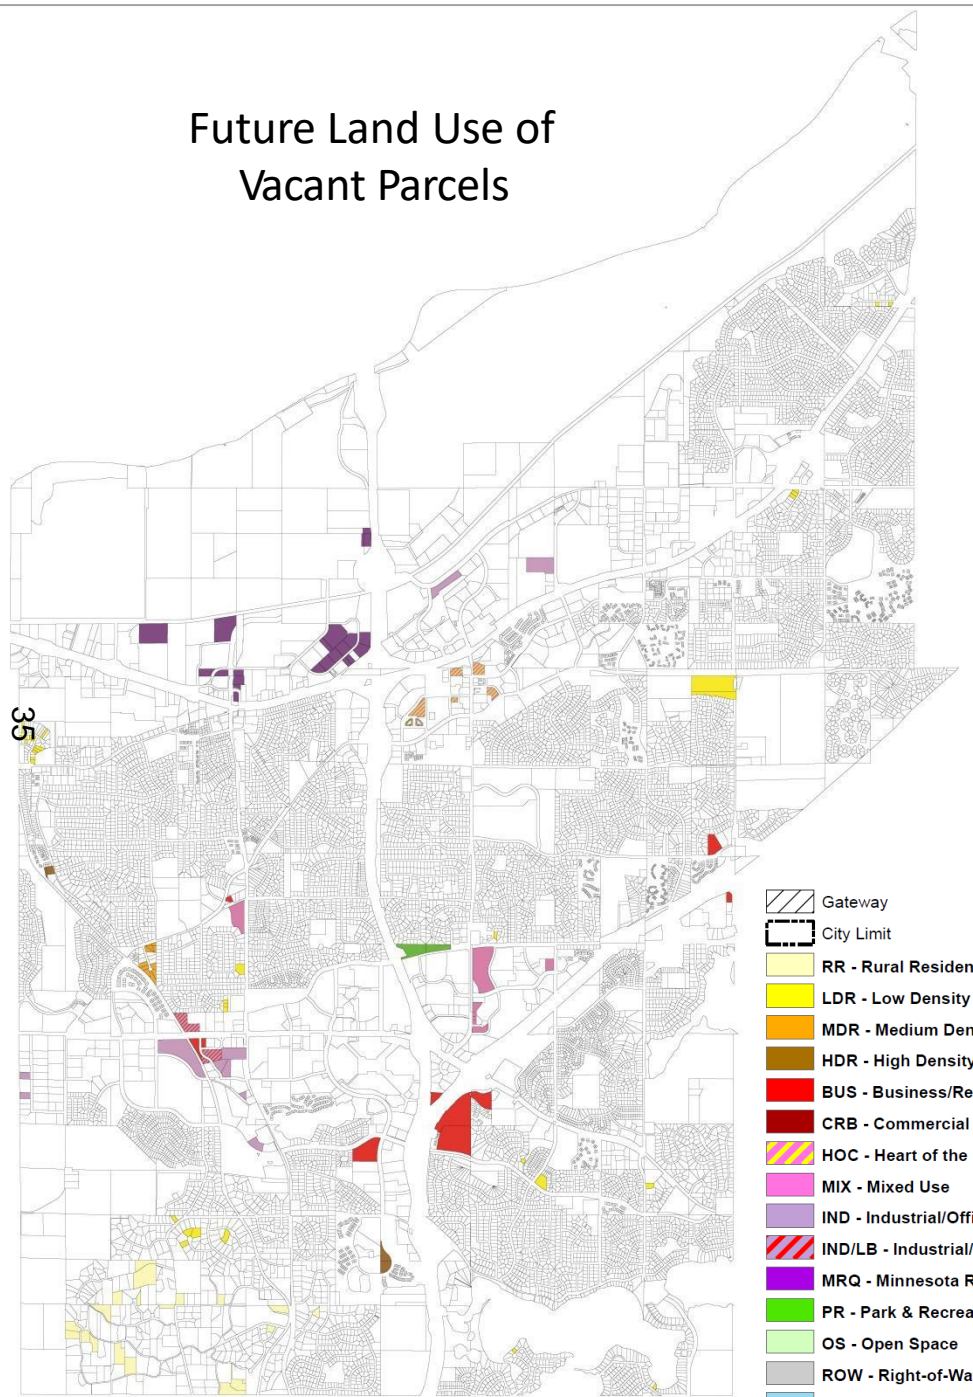 Future Land Use of
Vacant Parcels
35
Gateway
City Limit
RR - Rural Residen
LDR - Low Density
MDR - Medium Den
HDR - High Density
BUS - Business/Re
CRB - Commercial
HOC - Heart of the
MIX - Mixed Use
IND - Industrial/Offi
IND/LB - Industrial/
MRQ - Minnesota R
PR - Park & Recrea
OS - Open Space
ROW - Right-of-Wa